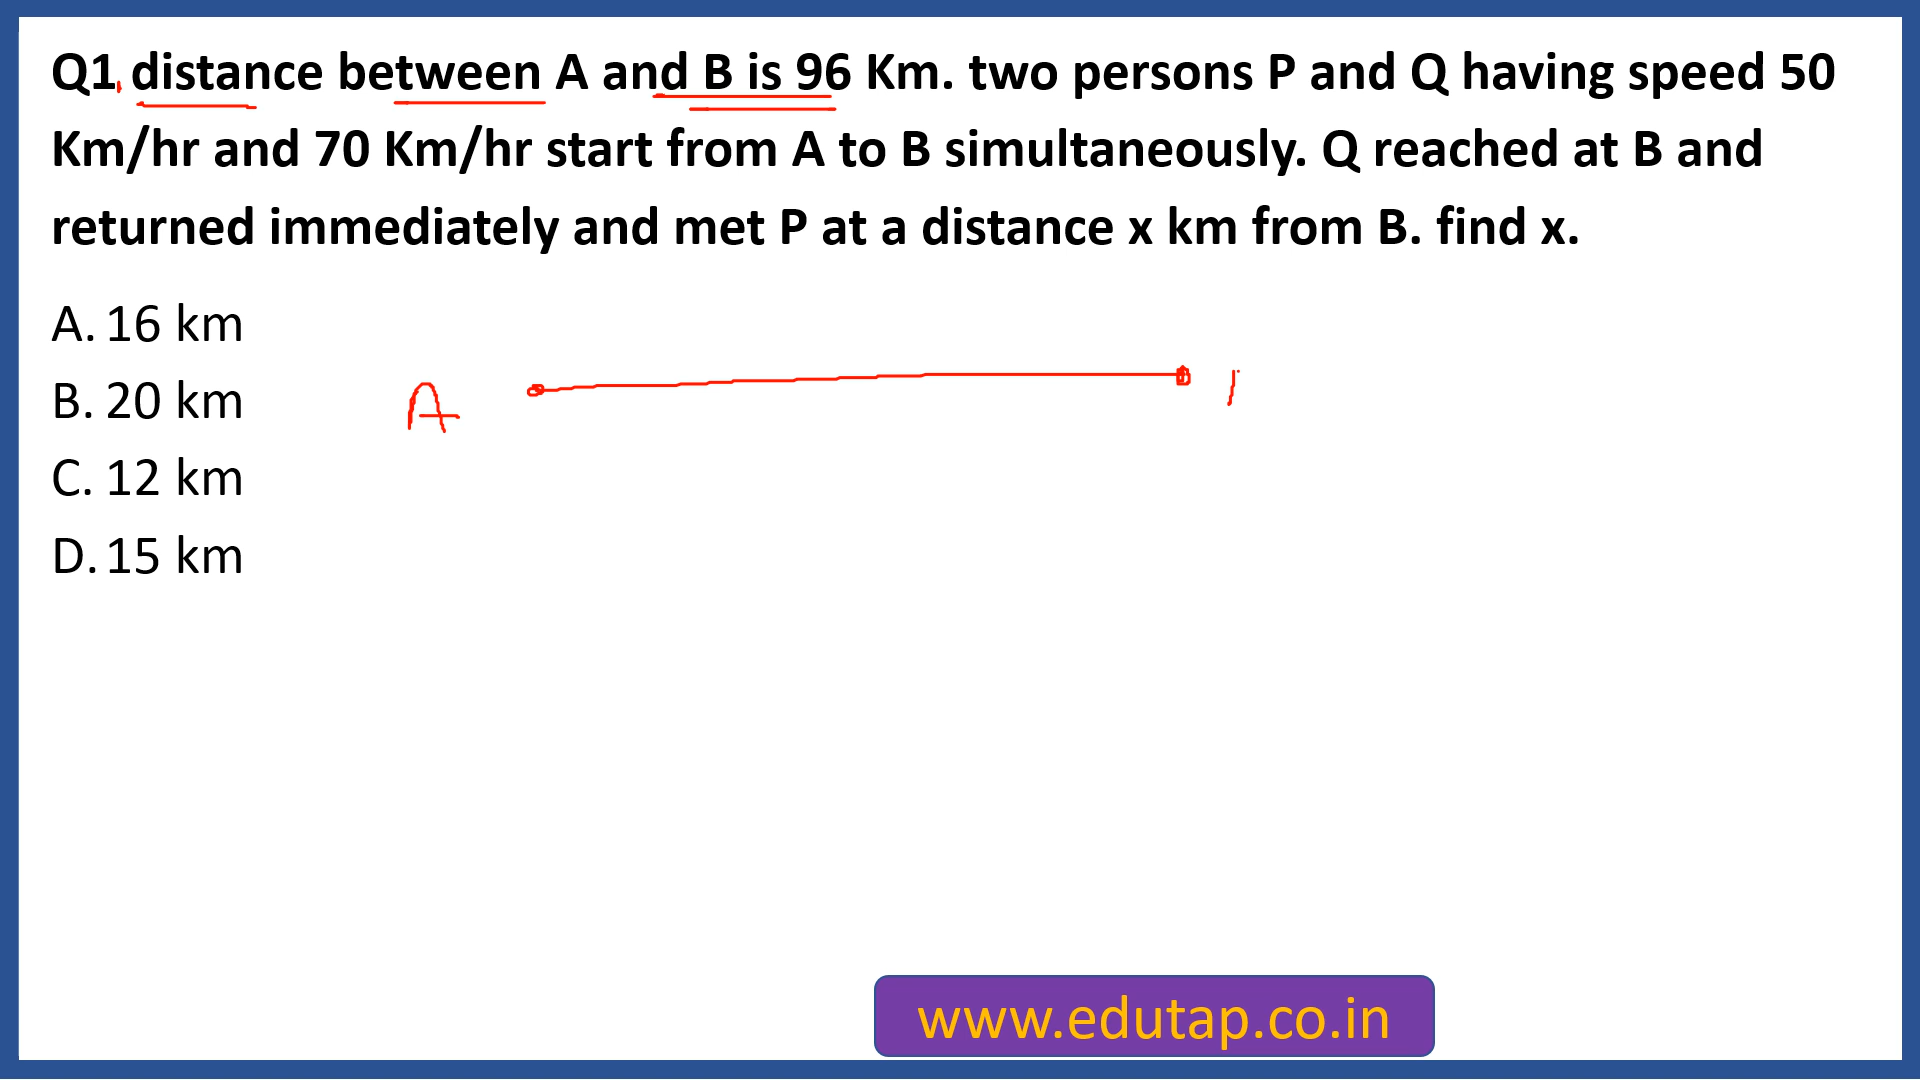 Q1 distance between A and B is 96 Km. two persons P and Q having speed 50
Km/hr and 70 Km/hr start from A to B simultaneously. Q reached at B and
returned immediately and met P at a distance x km from B. find x.
A. 16 km
B. 20 km
C. 12 km
D. 15 km
A
www.edutap.co.in